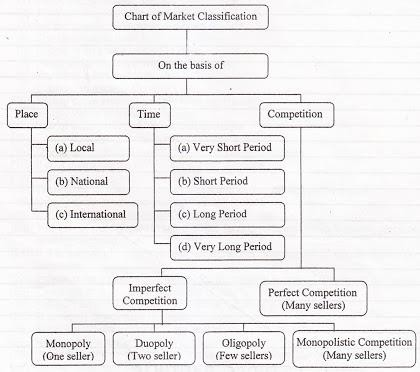 Chart of Market Classification
On the basis of
Place
Time
Competition
(a) Local
(b) National
(c) International
(a) Very Short Period
(b) Short Period
(c) Long Period
(d) Very Long Period
Imperfect
Competition
Perfect Competition
(Many sellers)
Monopoly
(One seller)
Duopoly
(Two seller)
Oligopoly
(Few sellers)
Monopolistic Competition
(Many sellers)